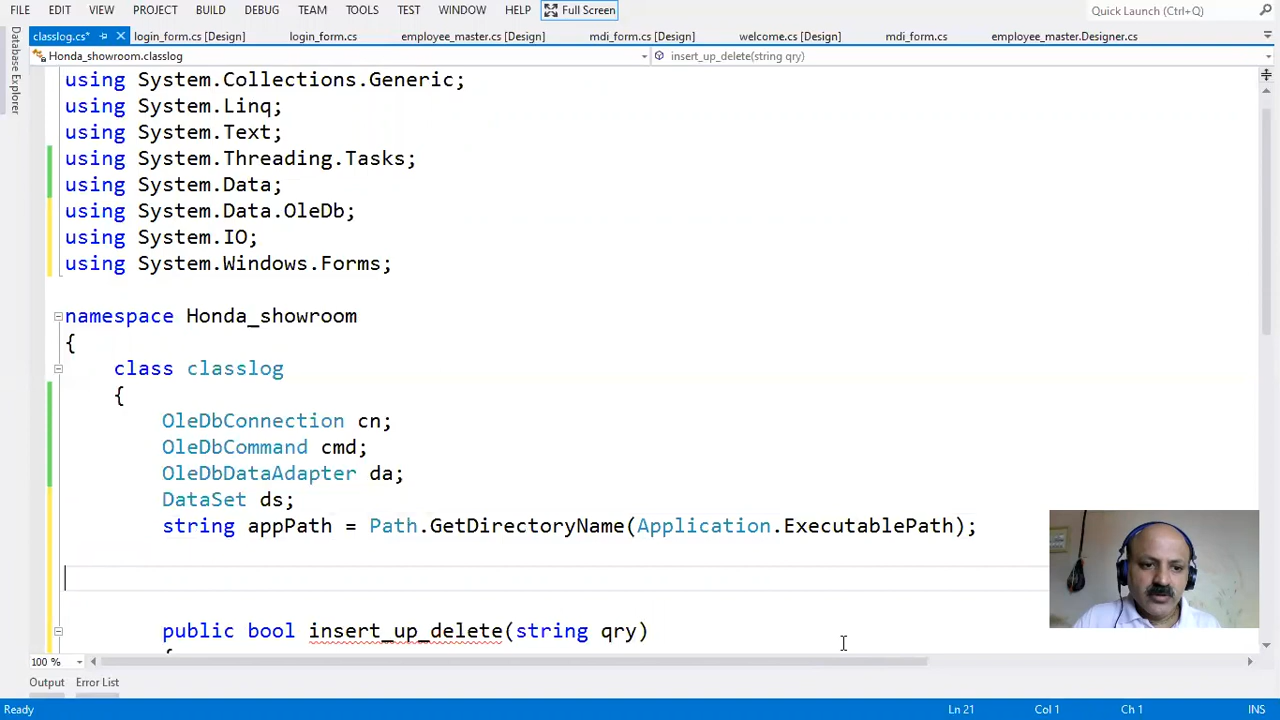 FILE EDIT VIEW PROJECT BUILD DEBUG TEAM TOOLS TEST WINDOW HELP Full Screen Quick Launch (Ctrl+Q)
classlog.cs* login_form.cs [Design] login_form.cs employee_master.cs [Design] mdi_form.cs [Design] welcome.cs [Design] mdi_form.cs employee_master.Designer.cs
Honda_showroom.classlog insert_up_delete(string qry)
Database Explorer
using System.Collections.Generic;
using System.Linq;
using System.Text;
using System.Threading.Tasks;
using System.Data;
using System.Data.OleDb;
using System.IO;
using System.Windows.Forms;
namespace Honda_showroom
{
class classlog
{
OleDbConnection cn;
OleDbCommand cmd;
OleDbDataAdapter da;
DataSet ds;
string appPath = Path.GetDirectoryName(Application.ExecutablePath);
public bool insert_up_delete(string qry)
100 %
Output Error List
Ready Ln 21 Col 1 Ch 1 INS